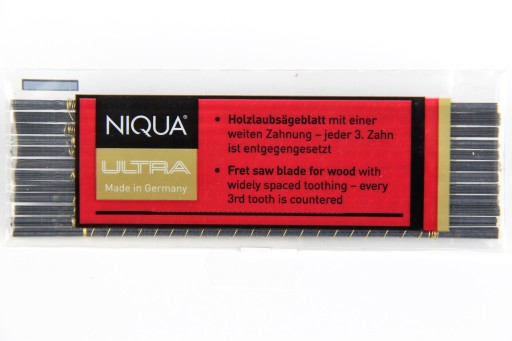 NIQUA®
ULTRA
Made in Germany
• Holzlaubsägeblatt mit einer
weiten Zahnung – jeder 3. Zahn
ist entgegengesetzt
• Fret saw blade for wood with
widely spaced toothing – every
3rd tooth is countered